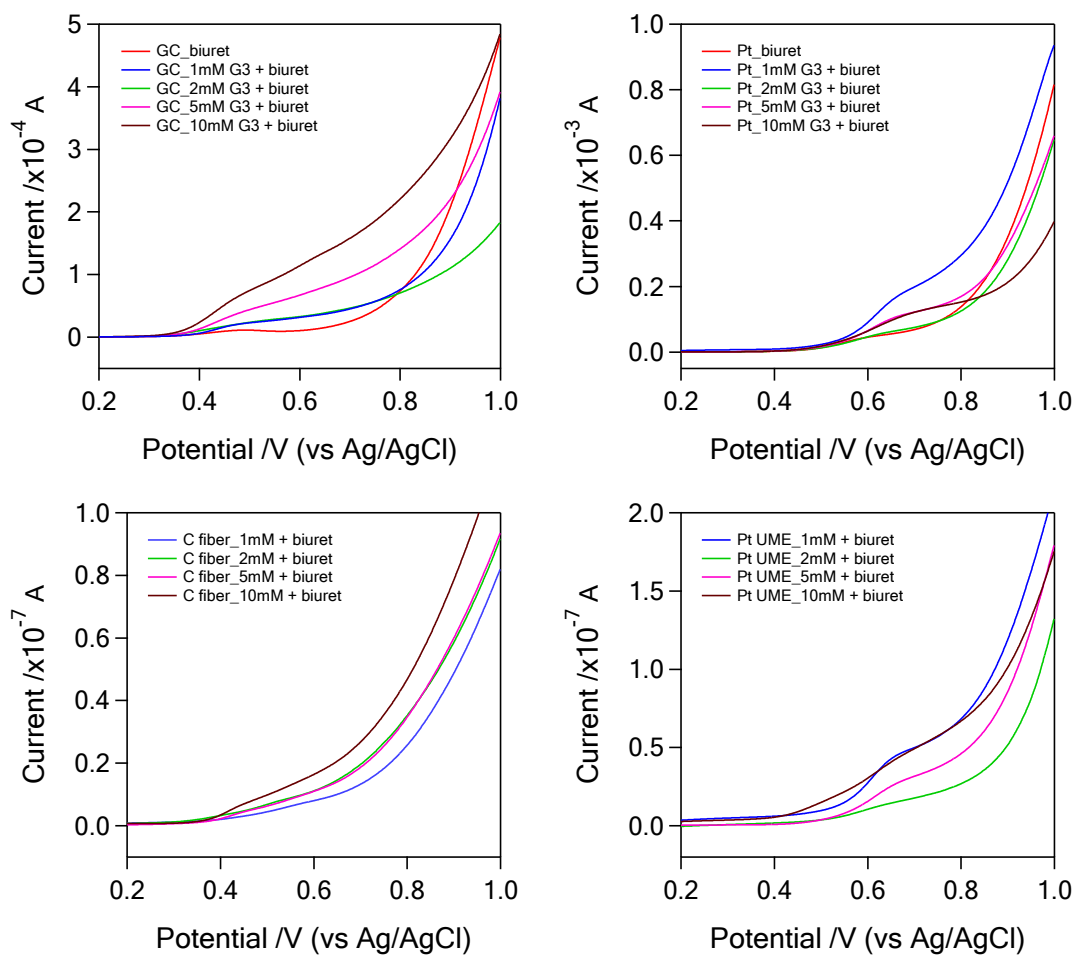 5
4
3
2
1
0
Current /x10⁻⁴ A
GC_biuret
GC_1mM G3 + biuret
GC_2mM G3 + biuret
GC_5mM G3 + biuret
GC_10mM G3 + biuret
0.2 0.4 0.6 0.8 1.0
Potential /V (vs Ag/AgCl)
1.0
0.8
0.6
0.4
0.2
0.0
Current /x10⁻³ A
Pt_biuret
Pt_1mM G3 + biuret
Pt_2mM G3 + biuret
Pt_5mM G3 + biuret
Pt_10mM G3 + biuret
0.2 0.4 0.6 0.8 1.0
Potential /V (vs Ag/AgCl)
1.0
0.8
0.6
0.4
0.2
0.0
Current /x10⁻⁷ A
C fiber_1mM + biuret
C fiber_2mM + biuret
C fiber_5mM + biuret
C fiber_10mM + biuret
0.2 0.4 0.6 0.8 1.0
Potential /V (vs Ag/AgCl)
2.0
1.5
1.0
0.5
0.0
Current /x10⁻⁷ A
Pt UME_1mM + biuret
Pt UME_2mM + biuret
Pt UME_5mM + biuret
Pt UME_10mM + biuret
0.2 0.4 0.6 0.8 1.0
Potential /V (vs Ag/AgCl)